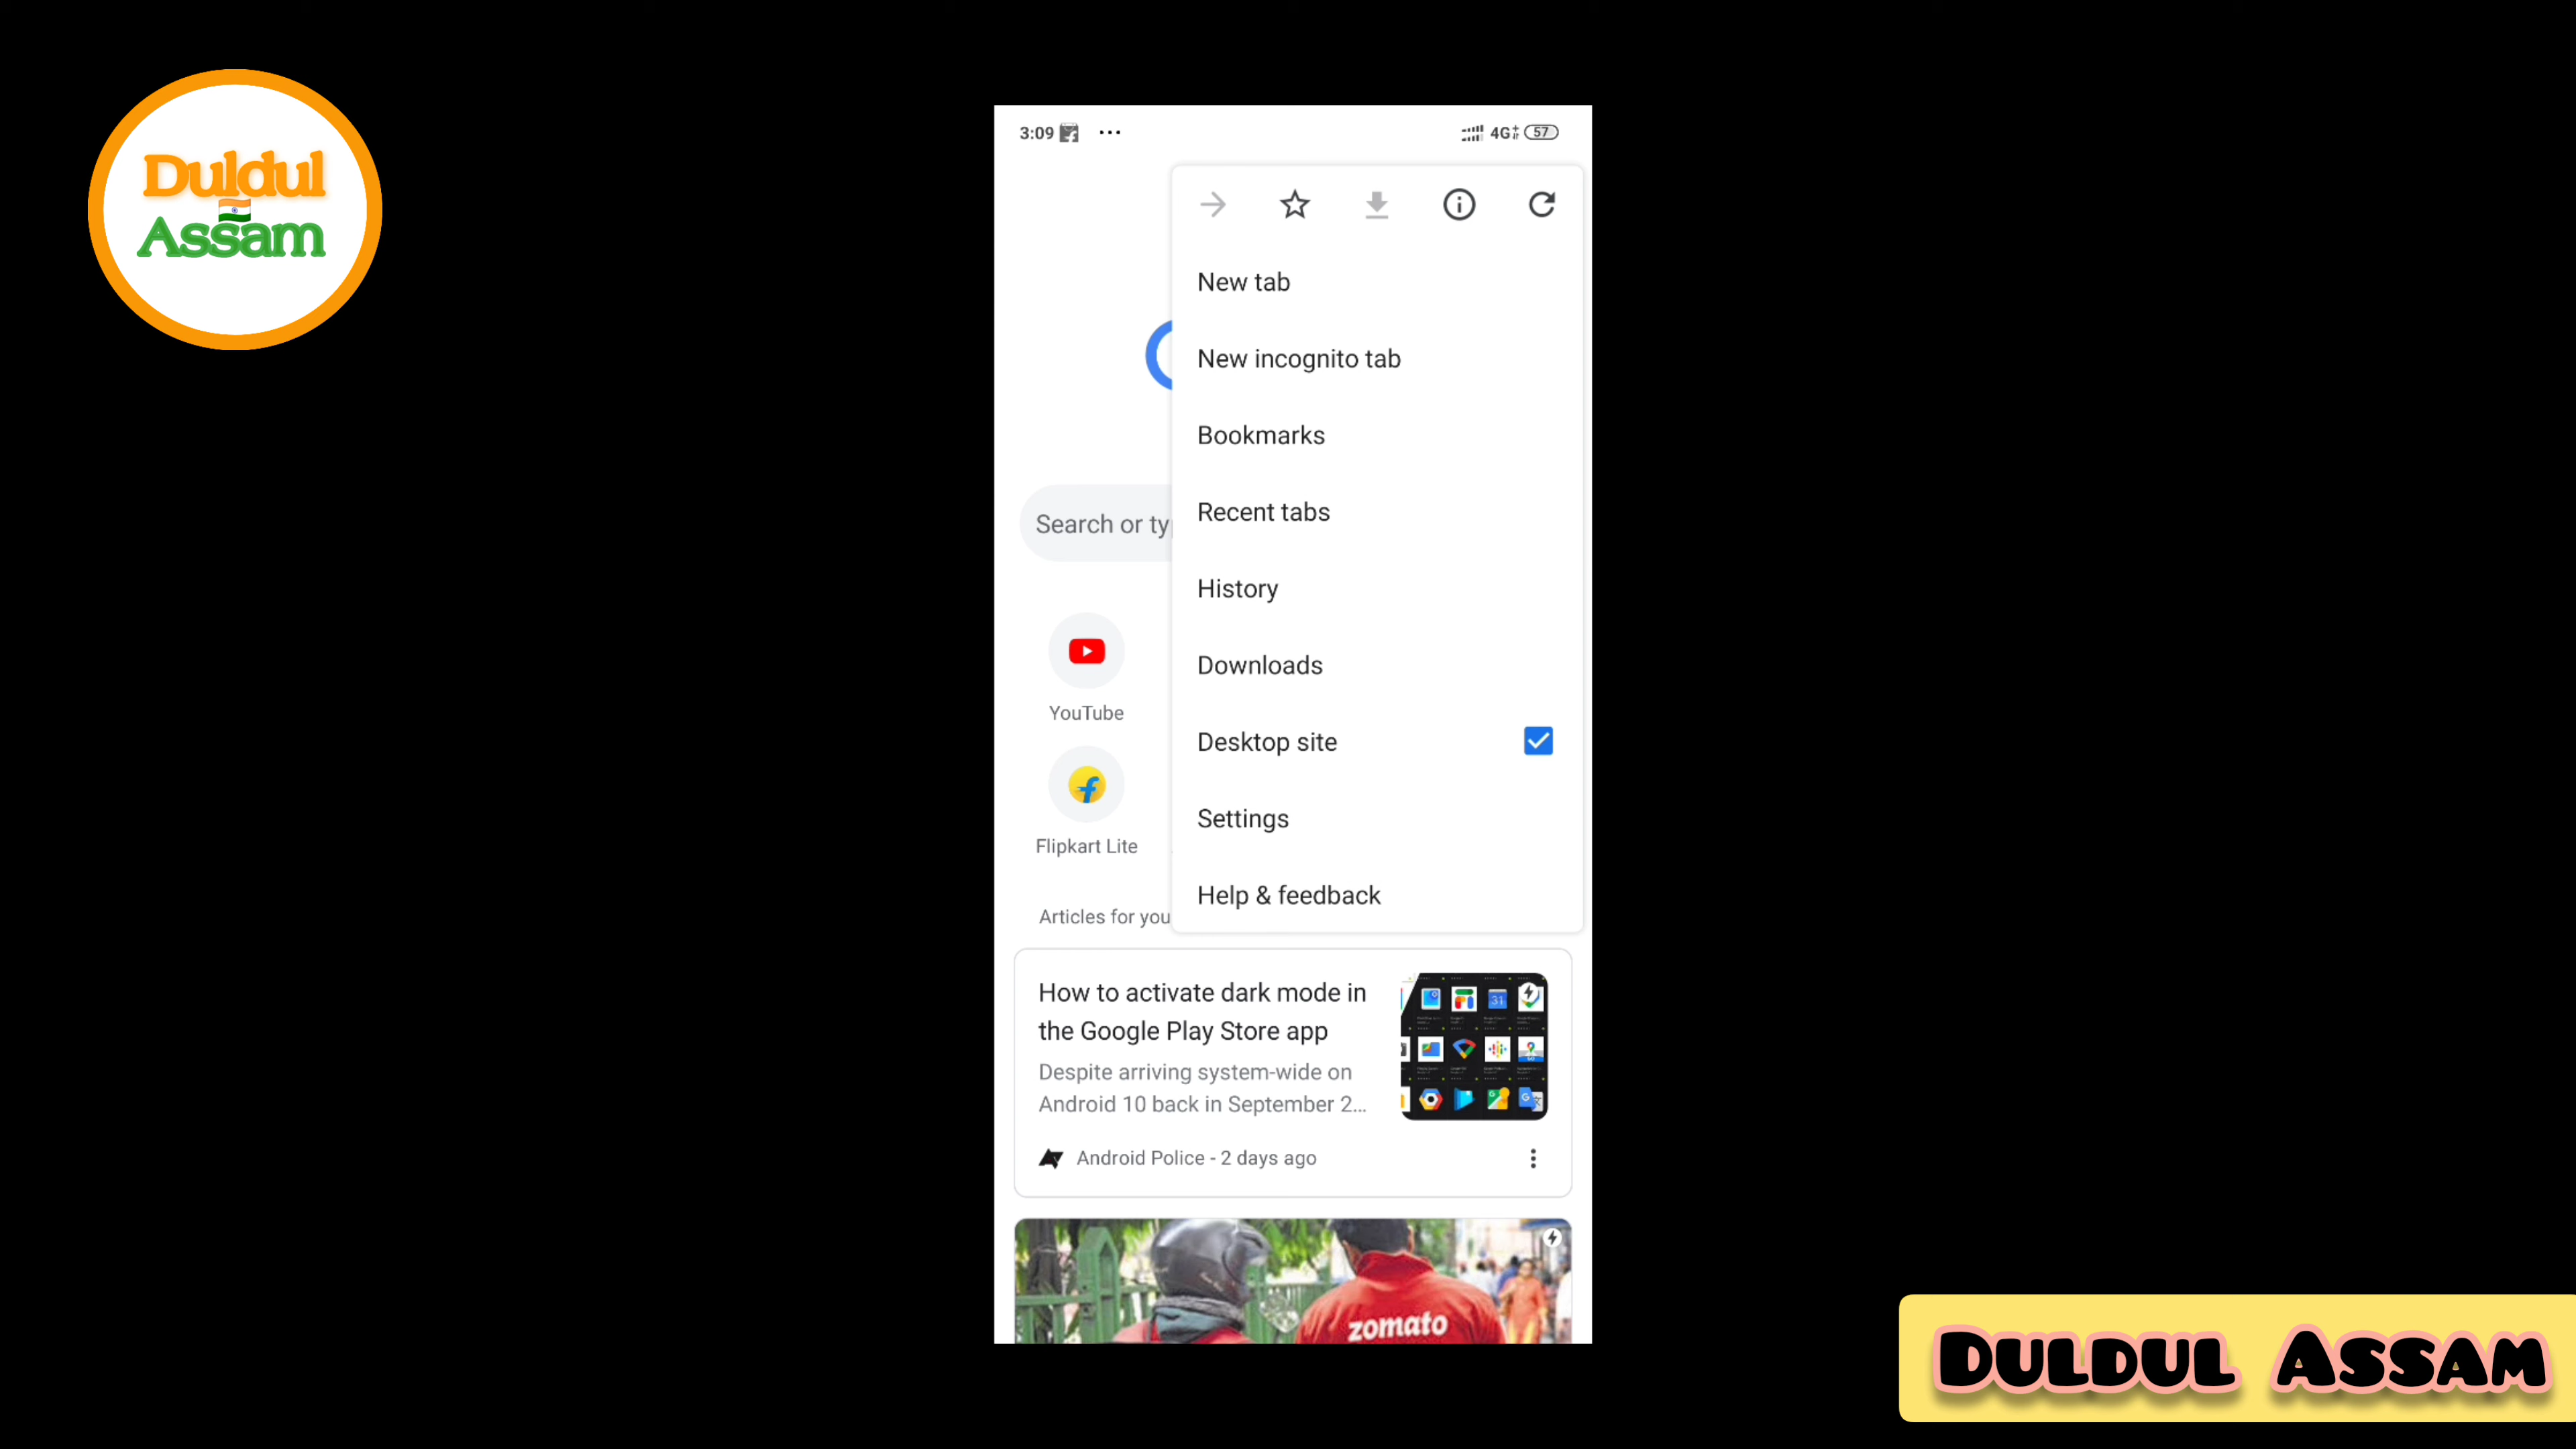 Duldul
Assam
3:09
4G+
57
New tab
New incognito tab
Bookmarks
Recent tabs
History
Downloads
Desktop site
Settings
Help & feedback
Search or ty
YouTube
Flipkart Lite
Articles for you
How to activate dark mode in
the Google Play Store app
Despite arriving system-wide on
Android 10 back in September 2...
Android Police - 2 days ago
zomato
DULDUL ASSAM